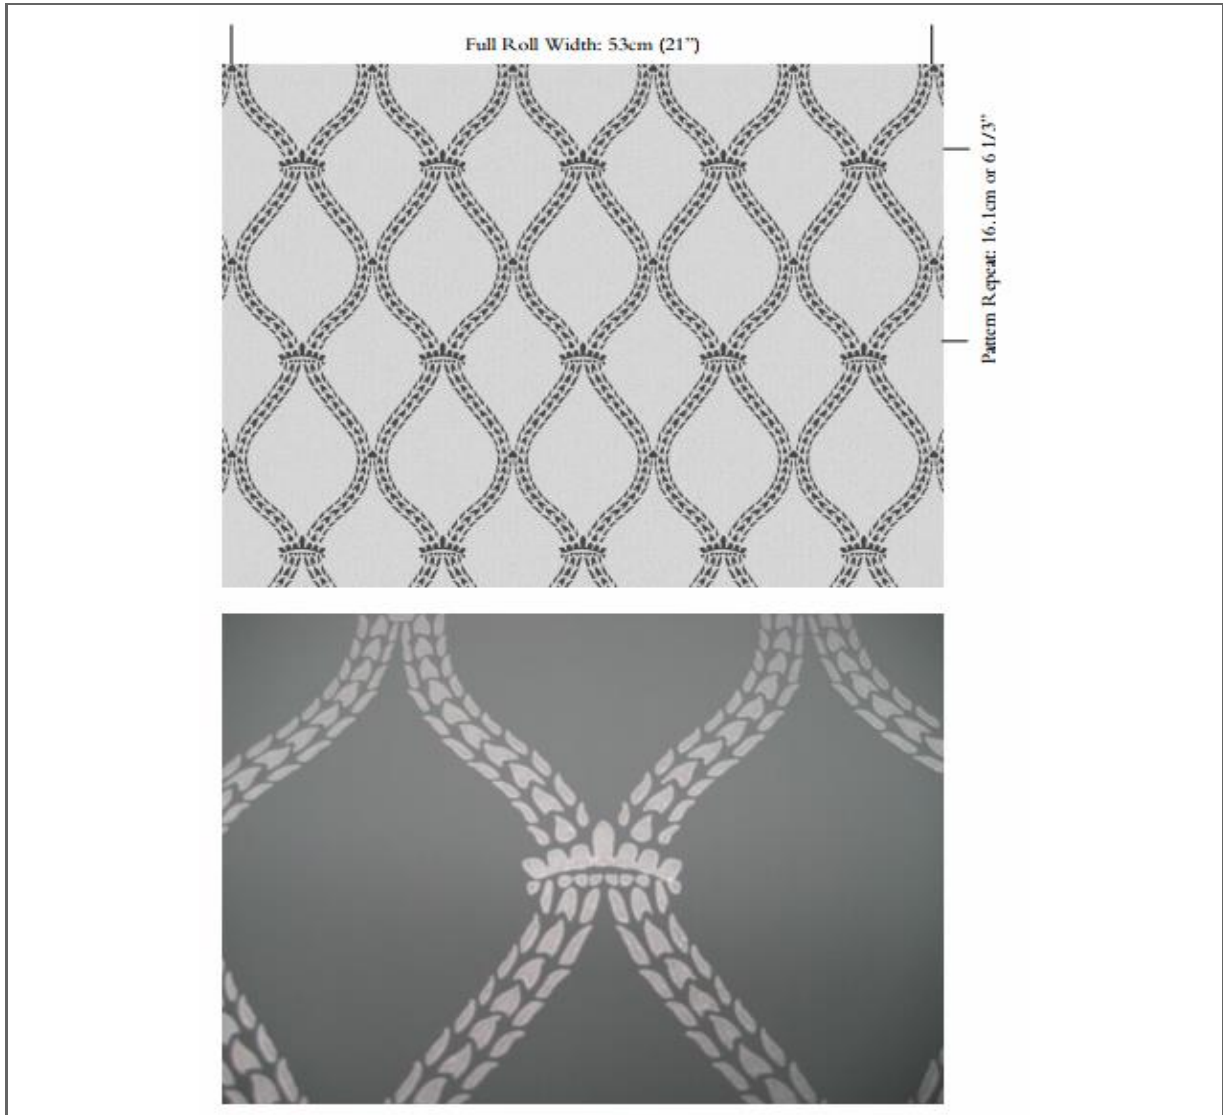 Full Roll Width: 53cm (21”)
Pattern Repeat: 16.1cm or 6 1/3”